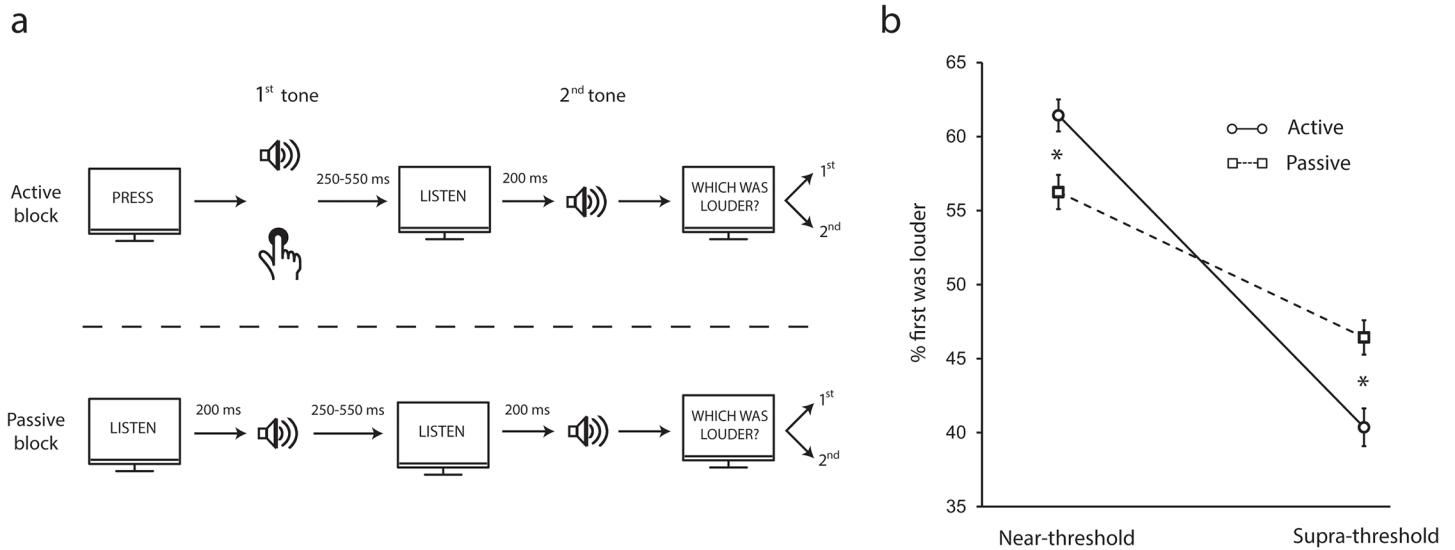 a
1st tone
2nd tone
Active
block
PRESS
250-550 ms
LISTEN
200 ms
WHICH WAS
LOUDER?
1st
2nd
Passive
block
LISTEN
200 ms
250-550 ms
LISTEN
200 ms
WHICH WAS
LOUDER?
1st
2nd
b
% first was louder
65
60
55
50
45
40
35
Active
Passive
*
*
Near-threshold
Supra-threshold